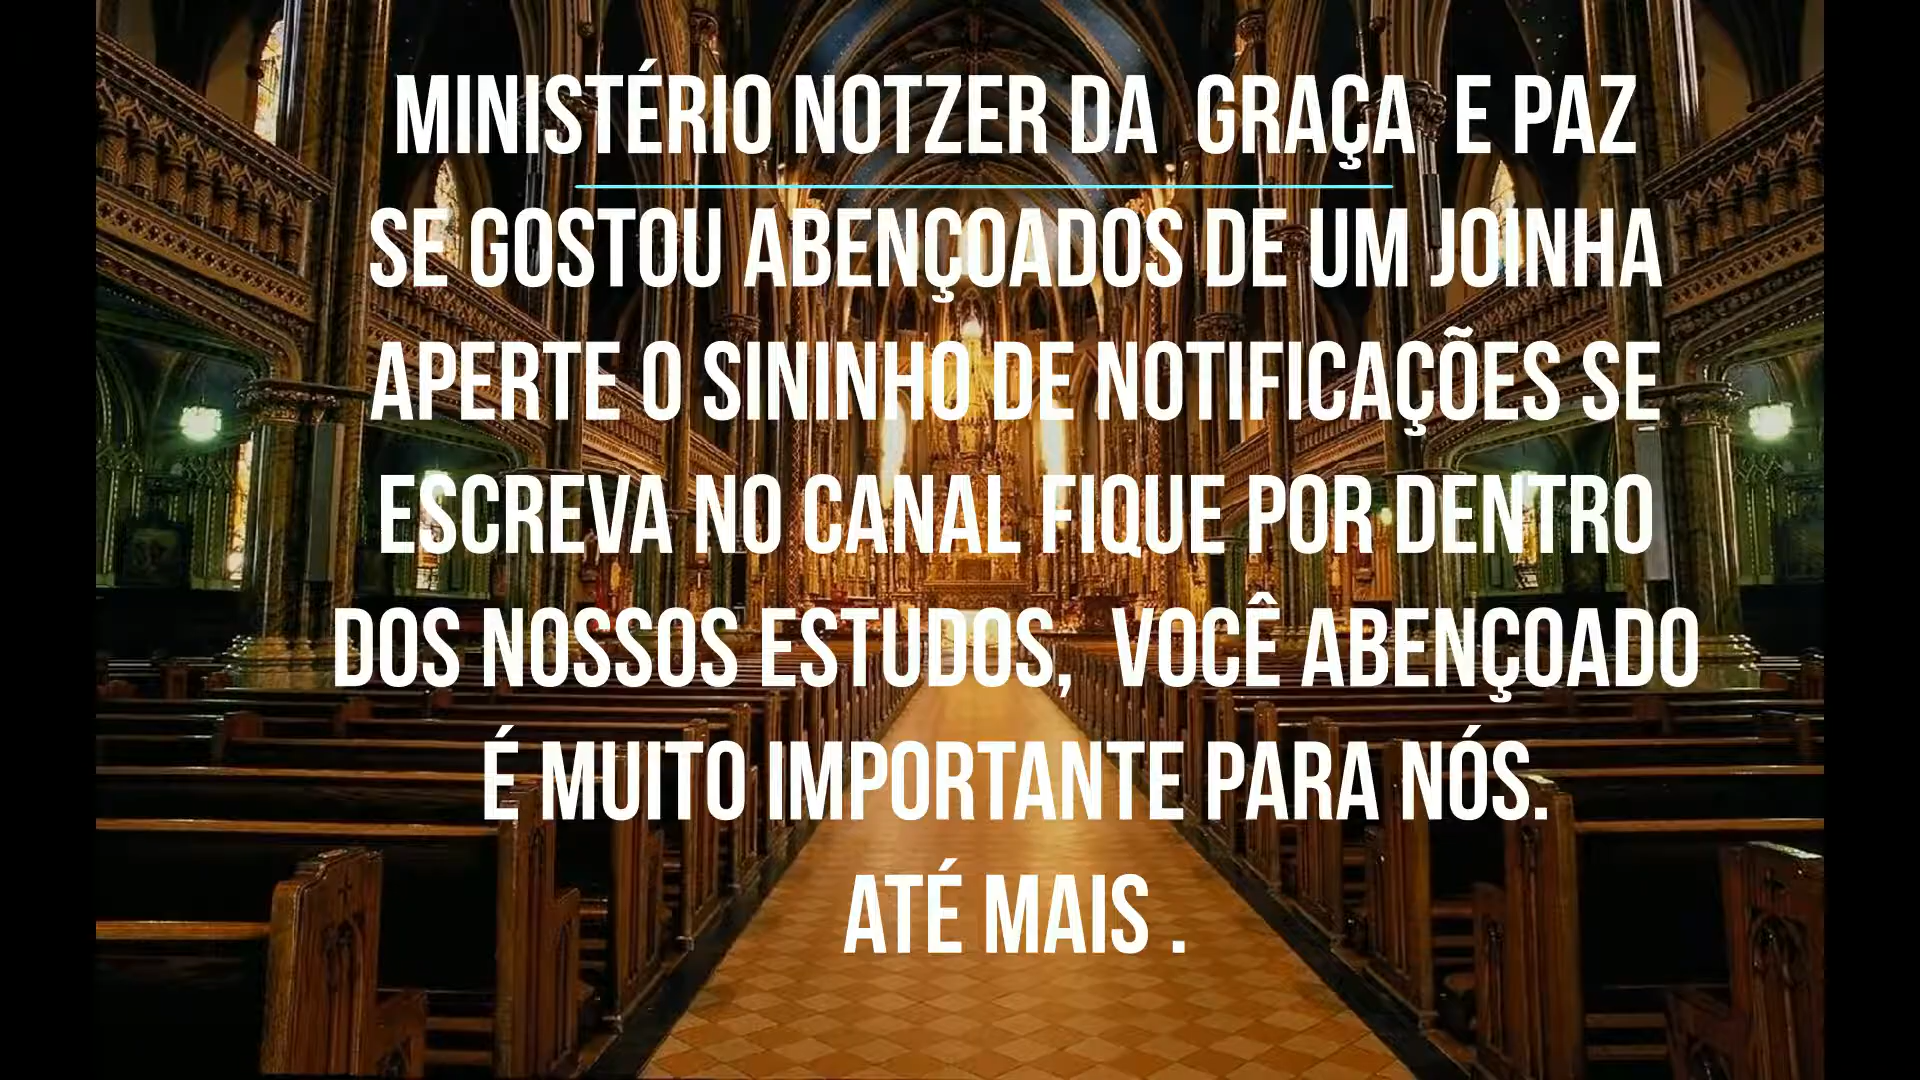 MINISTÉRIO NOTZER DA GRAÇA E PAZ
SE GOSTOU ABENÇOADOS DE UM JOINHA
APERTE O SININHO DE NOTIFICAÇÕES SE
ESCREVA NO CANAL FIQUE POR DENTRO
DOS NOSSOS ESTUDOS, VOCÊ ABENÇOADO
É MUITO IMPORTANTE PARA NÓS.
ATÉ MAIS .